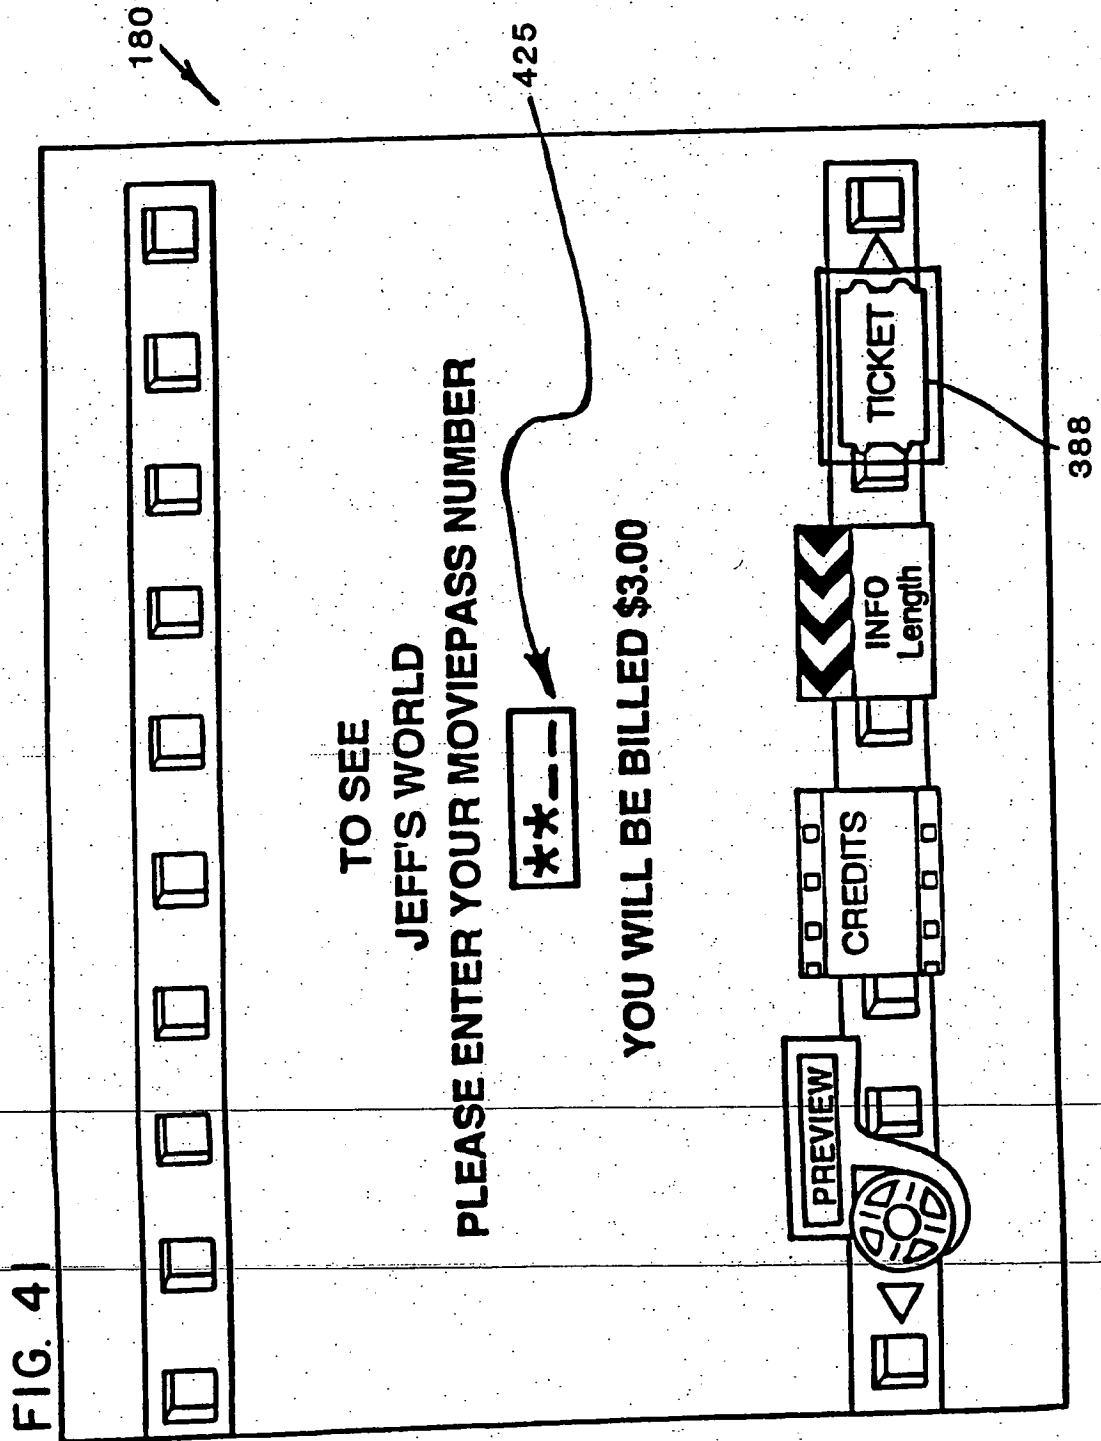 FIG. 41
180
425
TO SEE
JEFF'S WORLD
PLEASE ENTER YOUR MOVIEPASS NUMBER
**--
YOU WILL BE BILLED $3.00
PREVIEW
CREDITS
INFO
Length
TICKET
388